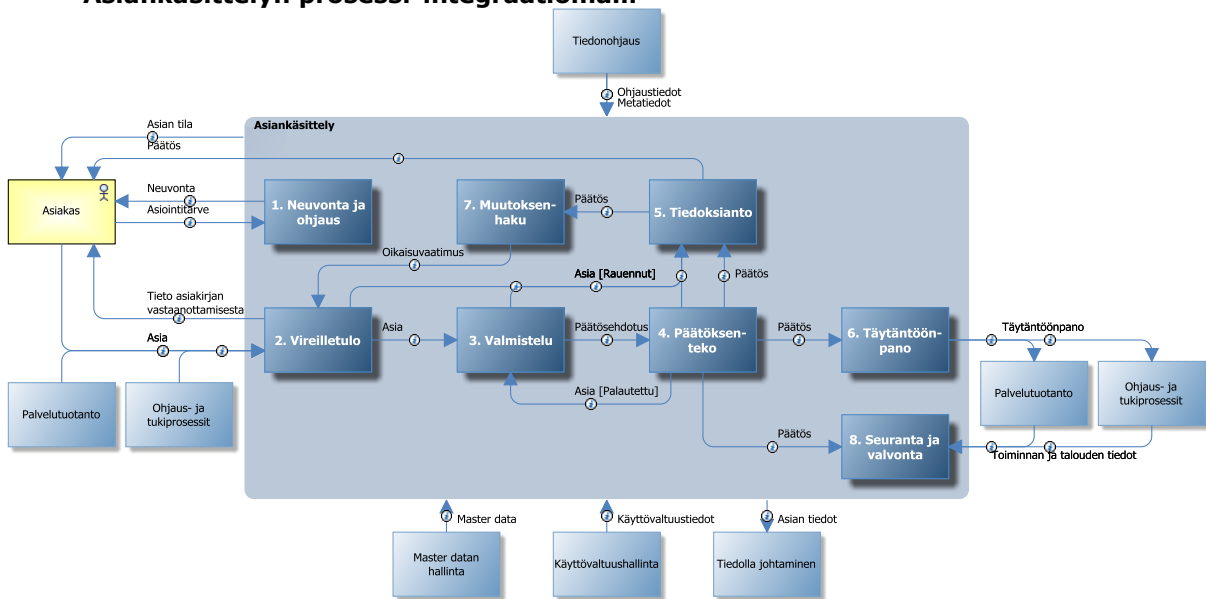 Asiankäsittelyn prosessi-integraatiomalli
Tiedonohjaus
Ohjaustiedot
Metatiedot
Asiankäsittely
Asian tila
Päätös
Asiakas
Neuvonta
Asiointitarve
1. Neuvonta ja
ohjaus
7. Muutoksen-
haku
Päätös
5. Tiedoksianto
Oikaisuvaatimus
Asia [Rauennut]
Päätös
Tieto asiakirjan
vastaanottamisesta
Asia
2. Vireilletulo
Asia
3. Valmistelu
Päätösehdotus
4. Päätöksen-
teko
Päätös
6. Täytäntöön-
pano
Täytäntöönpano
Asia [Palautettu]
Palvelutuotanto
Ohjaus- ja
tukiprosessit
Palvelutuotanto
Ohjaus- ja
tukiprosessit
Päätös
8. Seuranta ja
valvonta
Toiminnan ja talouden tiedot
Master data
Käyttövaltuustiedot
Asian tiedot
Master datan
hallinta
Käyttövaltuushallinta
Tiedolla johtaminen